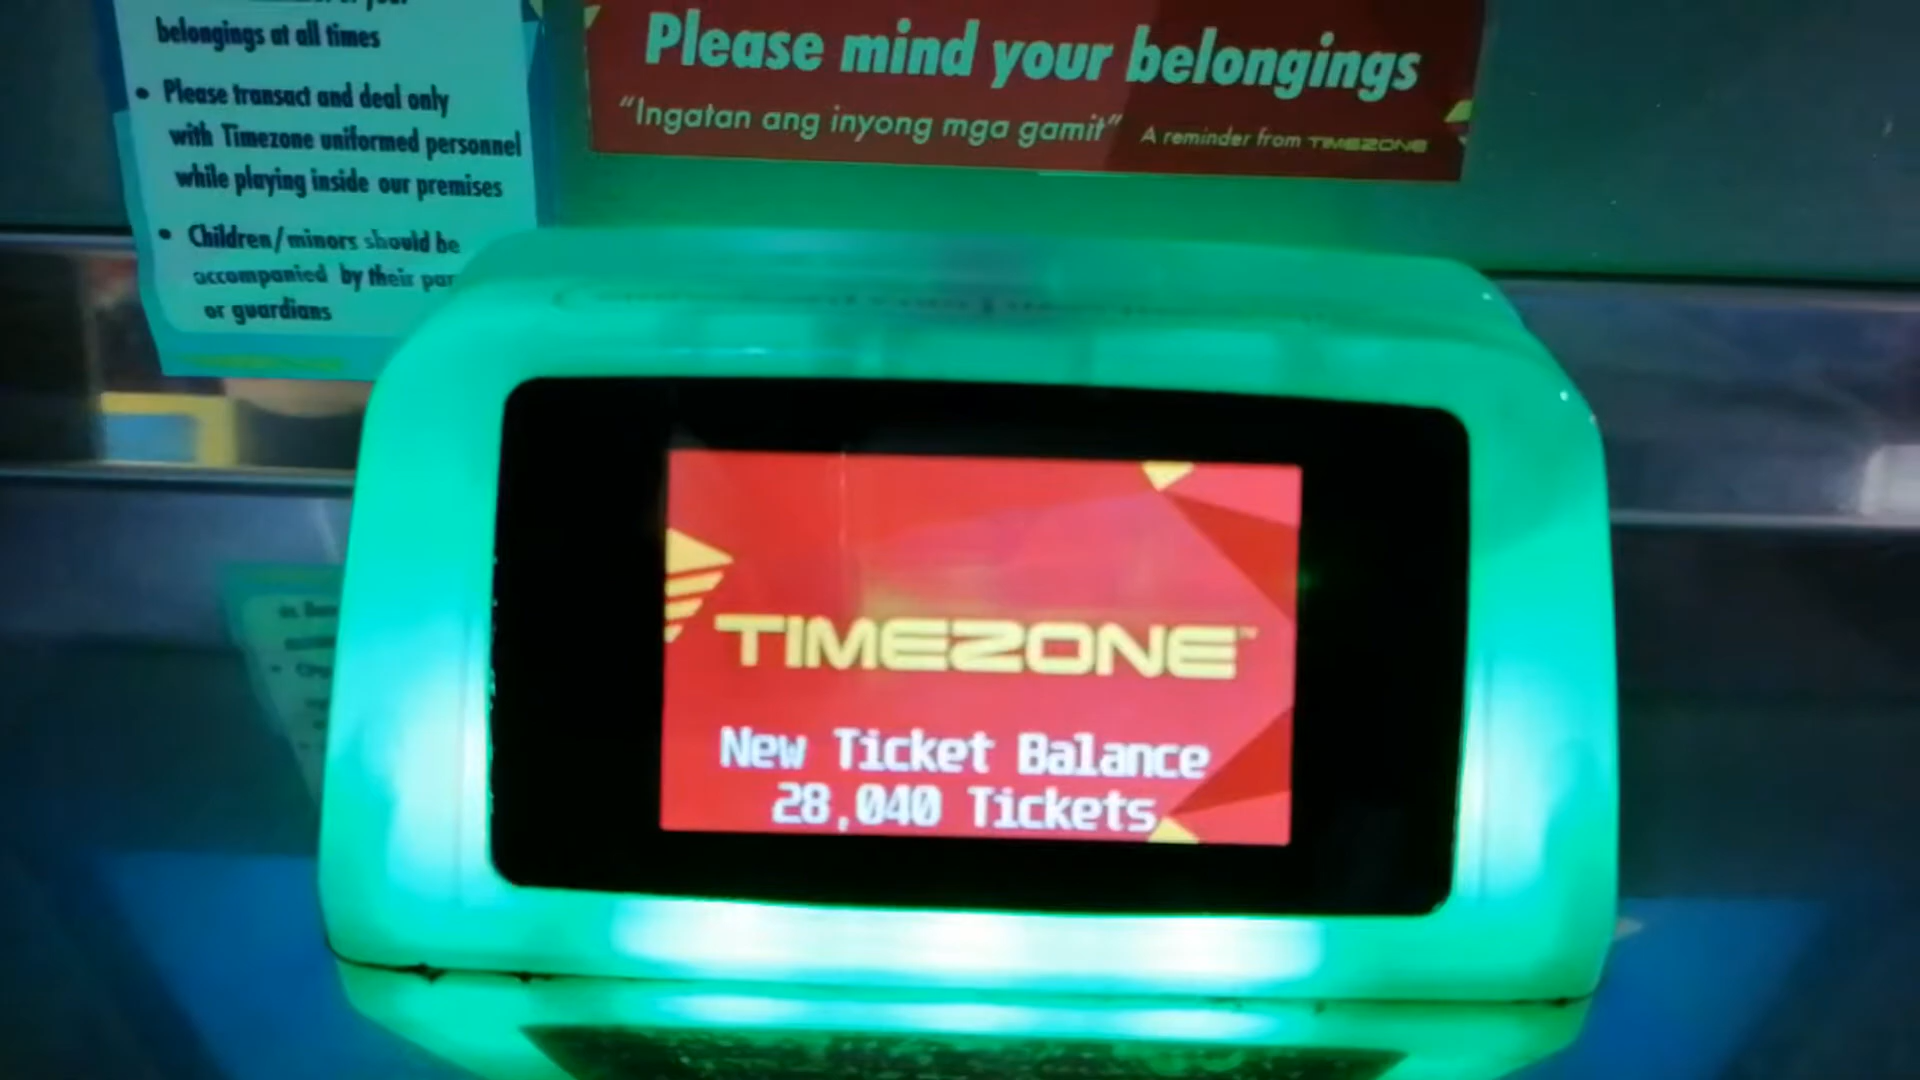 belongings at all times
• Please transact and deal only
with Timezone uniformed personnel
while playing inside our premises
• Children/minors should be
accompanied by their
or guardians
Please mind your belongings
"Ingatan ang inyong mga gamit" A reminder from TIMEZONE
TIMEZONE™
New Ticket Balance
28,040 Tickets